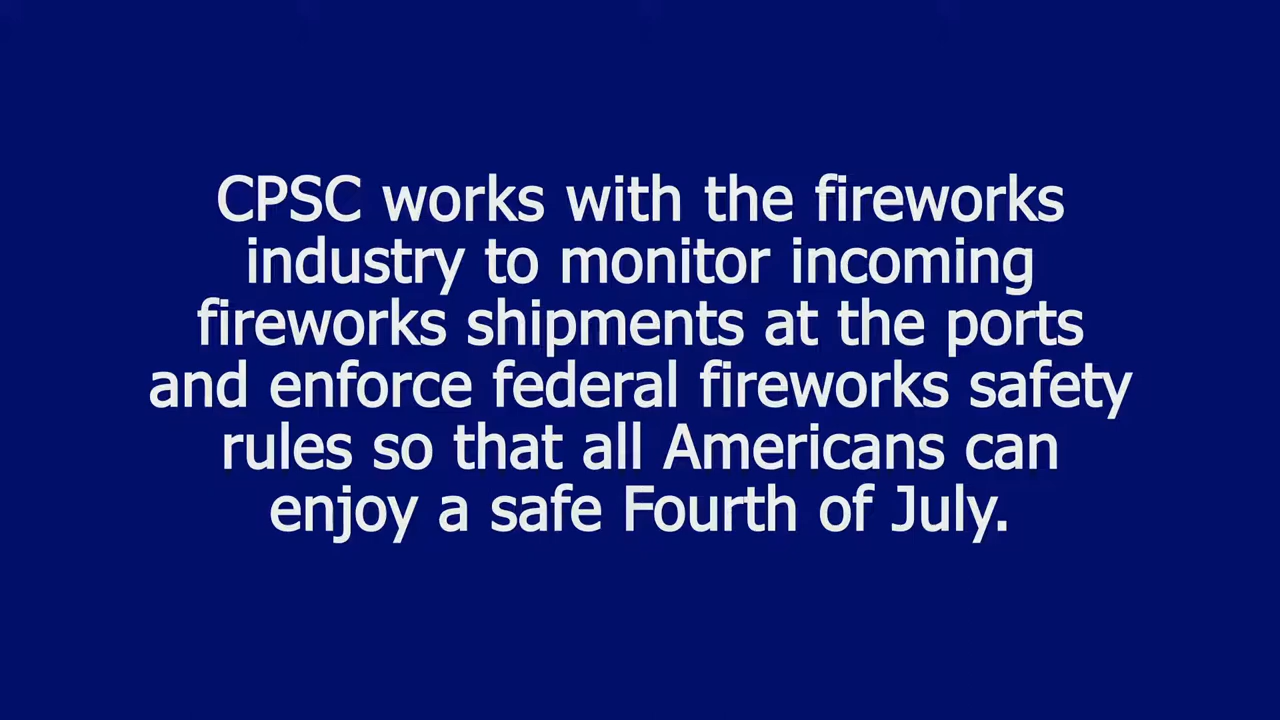 CPSC works with the fireworks
industry to monitor incoming
fireworks shipments at the ports
and enforce federal fireworks safety
rules so that all Americans can
enjoy a safe Fourth of July.